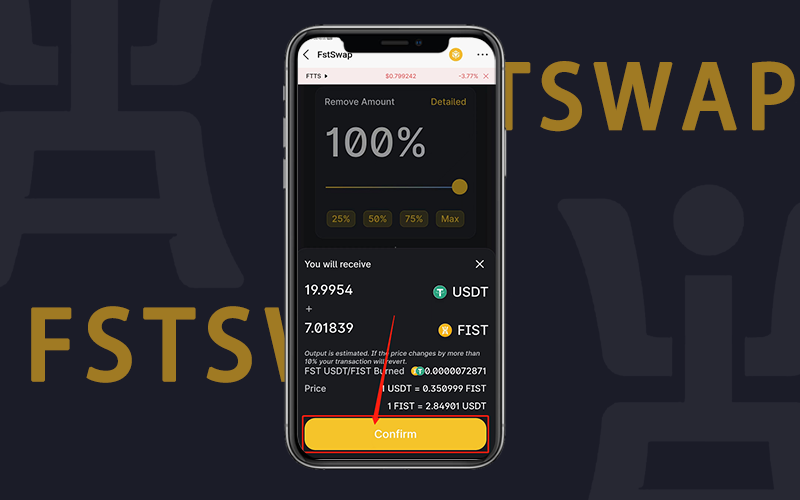 FstSwap
FTTS
$0.799242
-3.77%
Remove Amount
Detailed
100%
25%
50%
75%
Max
You will receive
19.9954
USDT
+
7.01839
FIST
Output is estimated. If the price changes by more than
10% your transaction will revert.
FST USDT/FIST Burned
0.0000072871
Price
1 USDT = 0.350999 FIST
1 FIST = 2.84901 USDT
Confirm
TSWAP
FSTSW